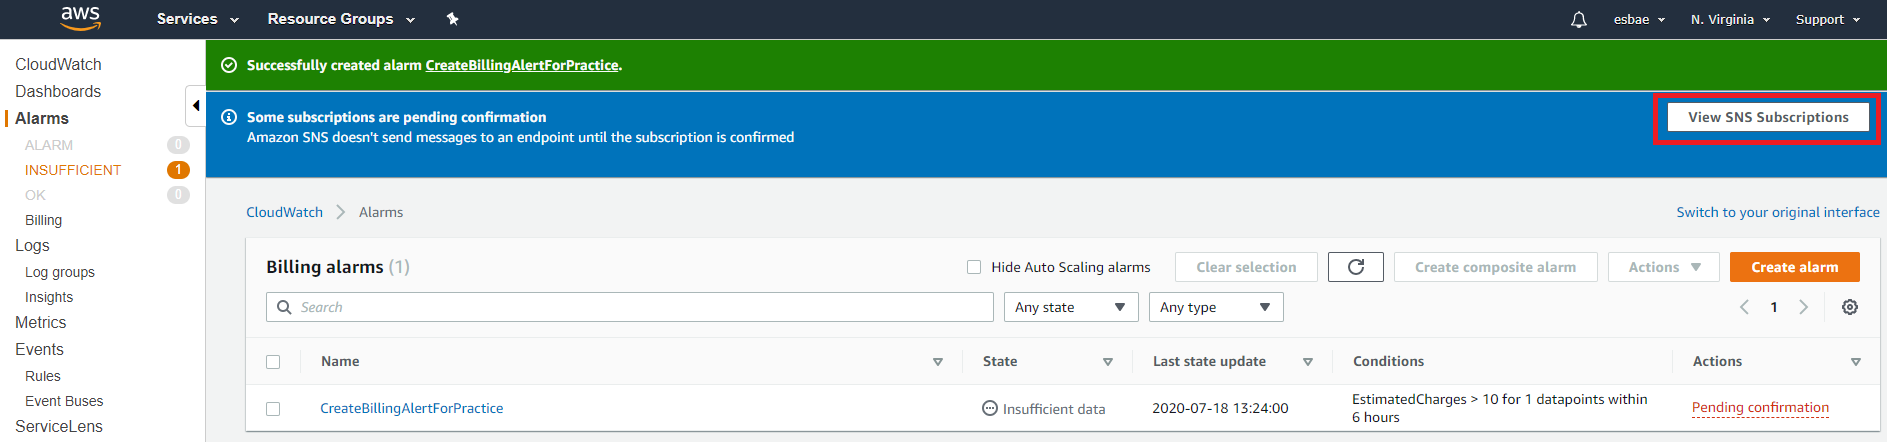 aws Services Resource Groups esbae N. Virginia Support
CloudWatch
Dashboards
Alarms
ALARM 0
INSUFFICIENT 1
OK 0
Billing
Logs
Log groups
Insights
Metrics
Events
Rules
Event Buses
ServiceLens
Successfully created alarm CreateBillingAlertForPractice.
Some subscriptions are pending confirmation
Amazon SNS doesn't send messages to an endpoint until the subscription is confirmed
View SNS Subscriptions
CloudWatch Alarms
Switch to your original interface
Billing alarms (1)
Hide Auto Scaling alarms Clear selection Create composite alarm Actions Create alarm
Search Any state Any type 1
Name State Last state update Conditions Actions
CreateBillingAlertForPractice Insufficient data 2020-07-18 13:24:00 EstimatedCharges > 10 for 1 datapoints within
6 hours
Pending confirmation